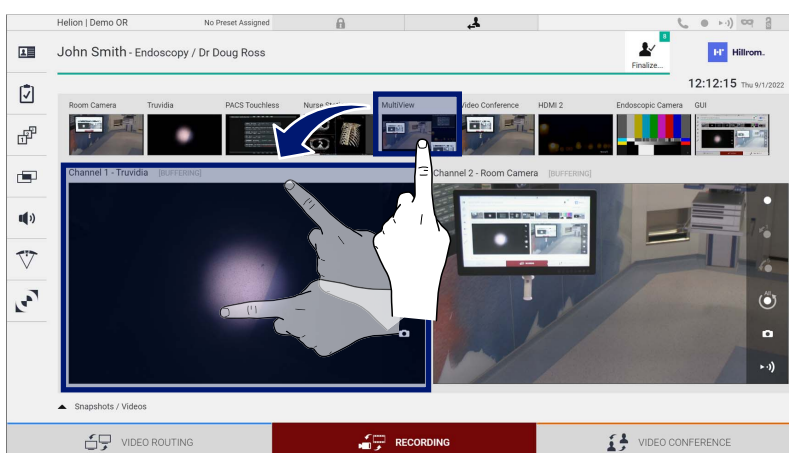 Helion | Demo OR
No Preset Assigned
John Smith - Endoscopy / Dr Doug Ross
8
Finalize...
Hillrom.
12:12:15 Thu 9/1/2022
Room Camera
Truvidia
PACS Touchless
Nurse
MultiView
Video Conference
HDMI 2
Endoscopic Camera
GUI
Channel 1 - Truvidia [BUFFERING]
Channel 2 - Room Camera [BUFFERING]
All
Snapshots / Videos
VIDEO ROUTING
RECORDING
VIDEO CONFERENCE